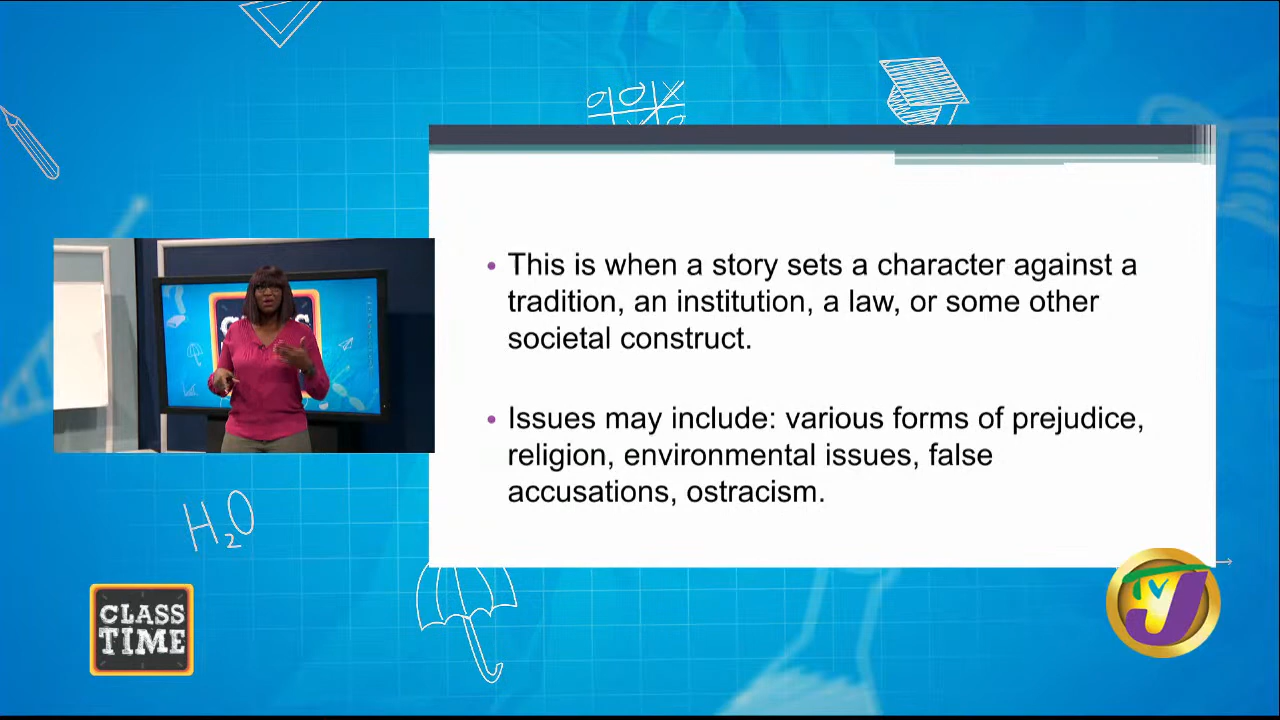 • This is when a story sets a character against a
tradition, an institution, a law, or some other
societal construct.
• Issues may include: various forms of prejudice,
religion, environmental issues, false
accusations, ostracism.
H₂O
CLASS
TIME
TVJ